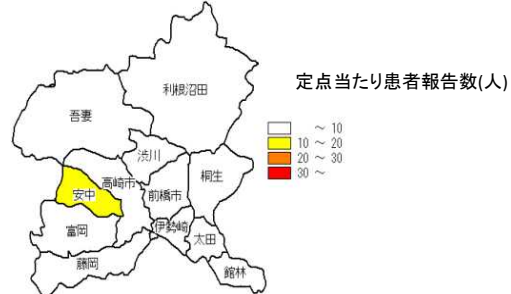 定点当たり患者報告数(人)
利根沼田
吾妻
～ 10
10 ～ 20
20 ～ 30
30 ～
渋川
桐生
高崎市
安中
前橋市
伊勢崎
富岡
太田
藤岡
館林